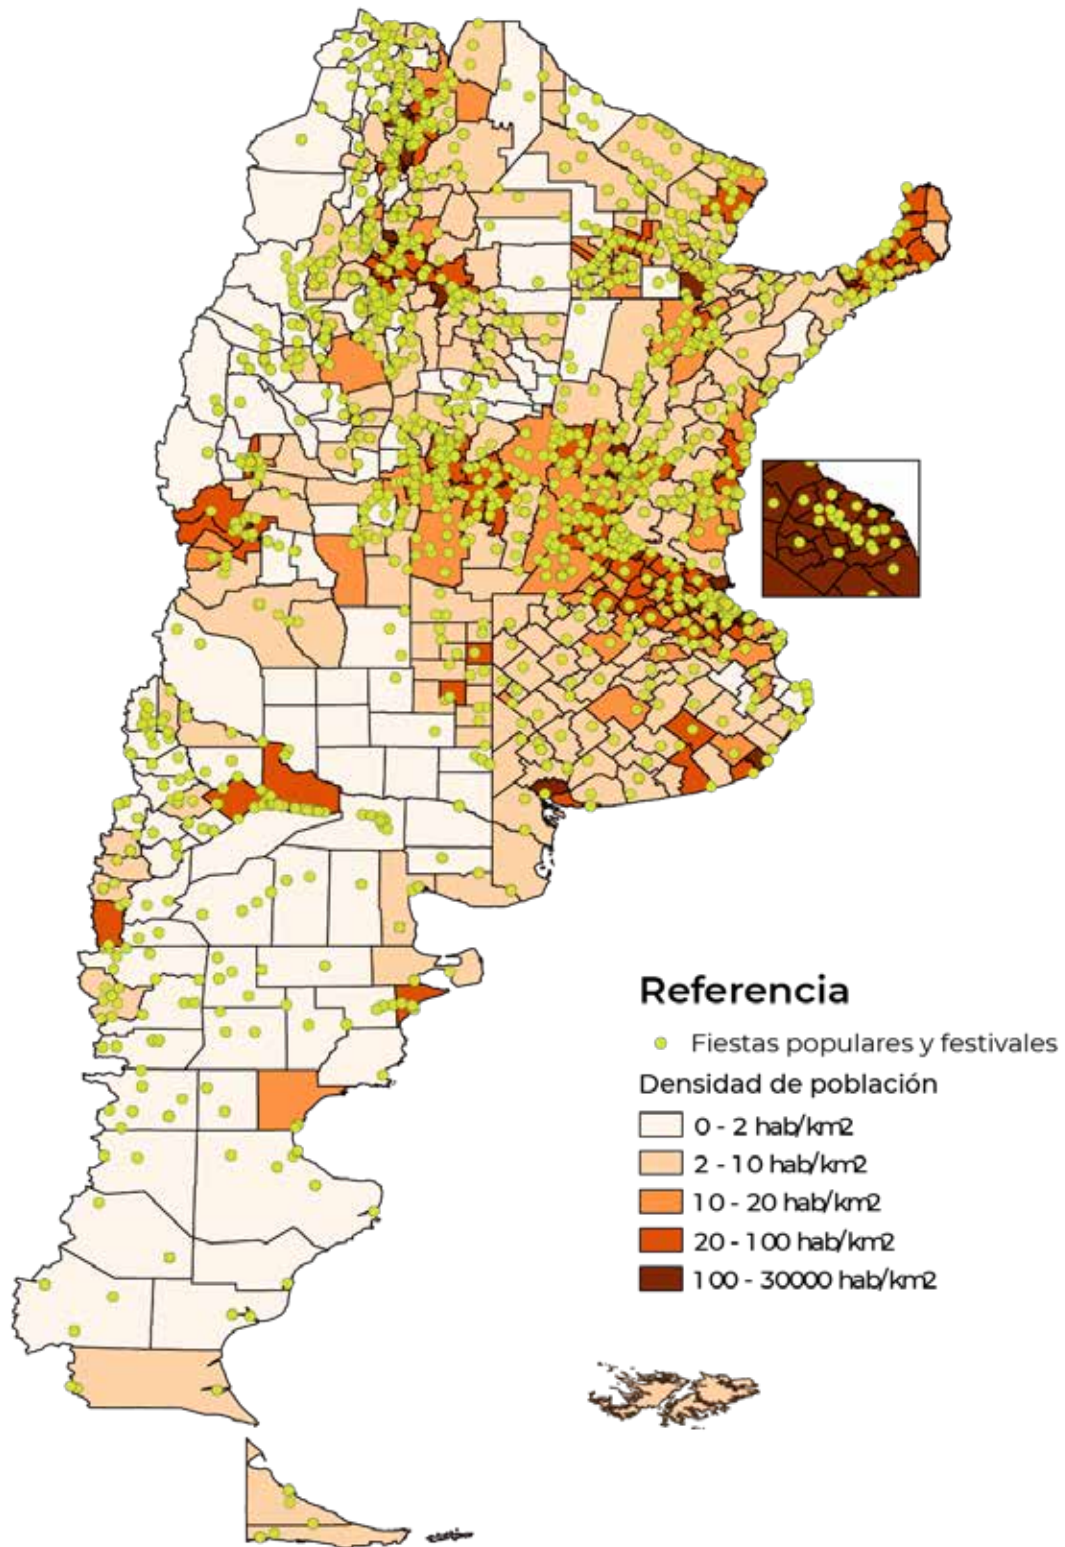 Referencia
Fiestas populares y festivales
Densidad de población
0 - 2 hab/km2
2 - 10 hab/km2
10 - 20 hab/km2
20 - 100 hab/km2
100 - 30000 hab/km2